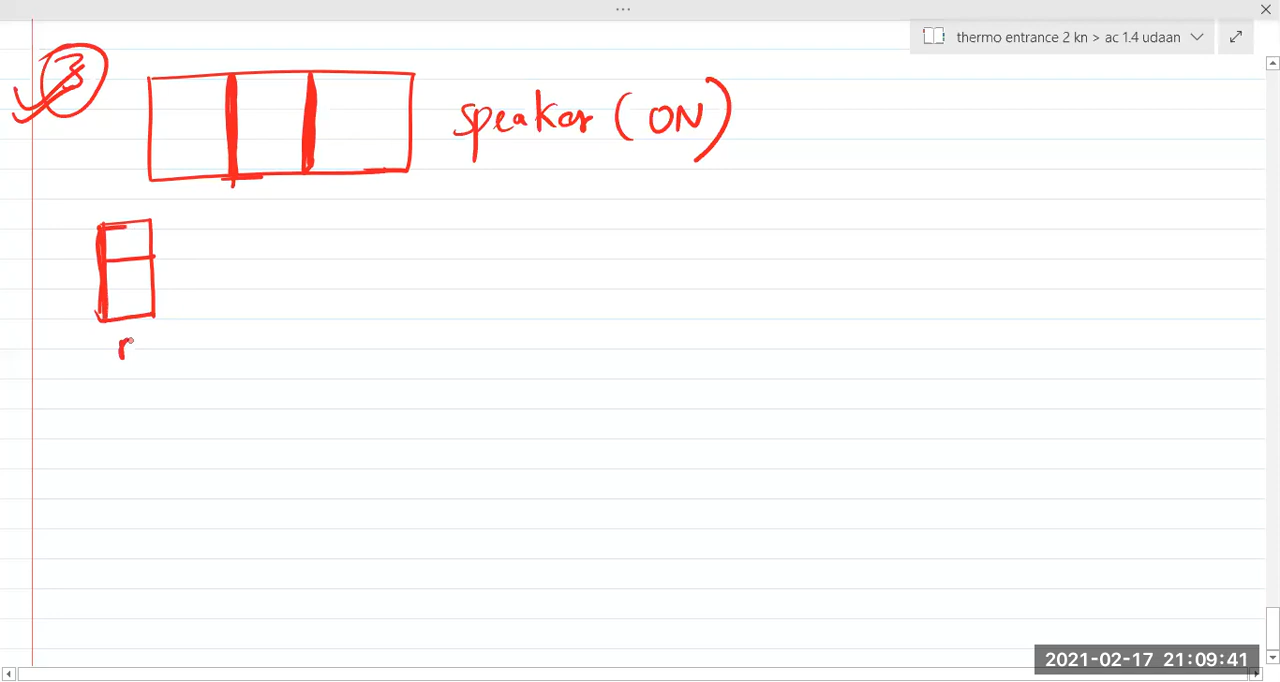 ...
thermo entrance 2 kn > ac 1.4 udaan
3
speaker (ON)
r
2021-02-17 21:09:41